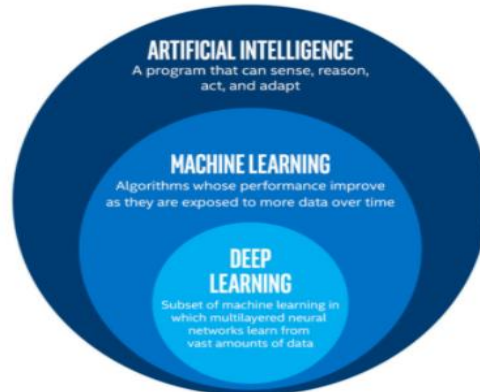 ARTIFICIAL INTELLIGENCE
A program that can sense, reason,
act, and adapt
MACHINE LEARNING
Algorithms whose performance improve
as they are exposed to more data over time
DEEP
LEARNING
Subset of machine learning in
which multilayered neural
networks learn from
vast amounts of data